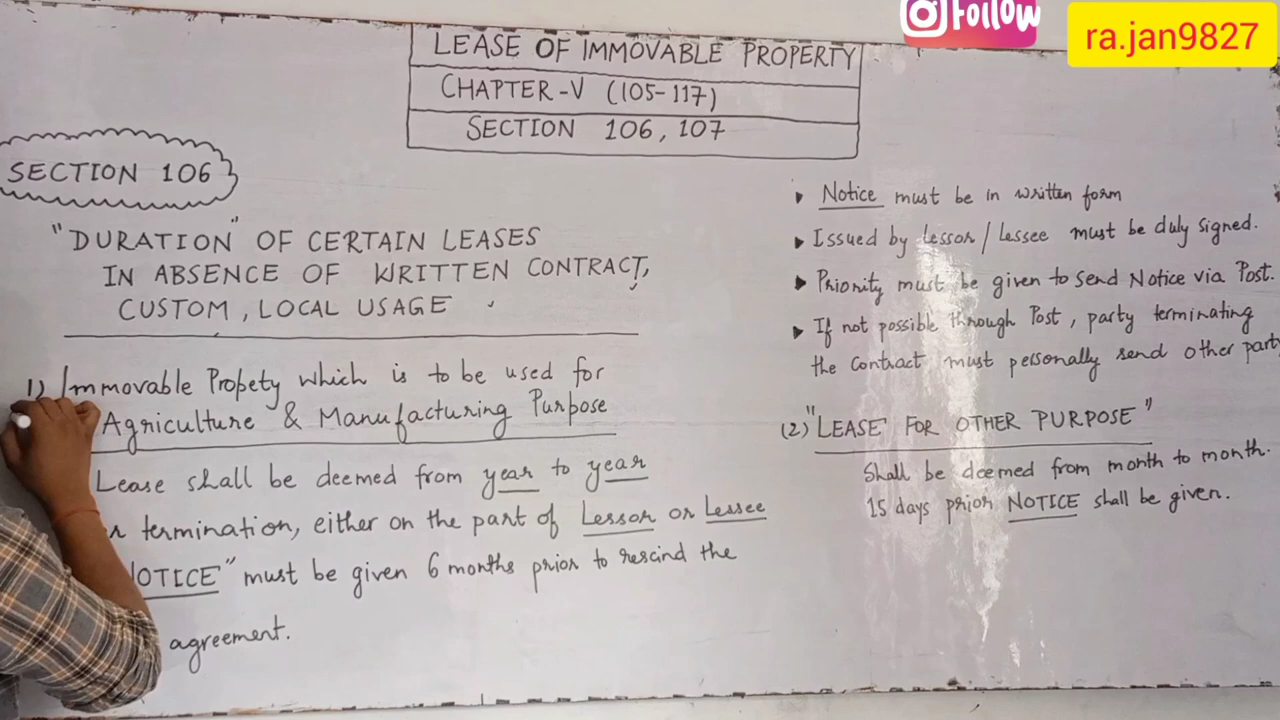 Follow
ra.jan9827
LEASE OF IMMOVABLE PROPERTY
CHAPTER-V (105-117)
SECTION 106, 107
SECTION 106
"DURATION" OF CERTAIN LEASES
IN ABSENCE OF WRITTEN CONTRACT,
CUSTOM, LOCAL USAGE
1) Immovable Propety which is to be used for
Agriculture & Manufacturing Purpose
Lease shall be deemed from year to year
termination, either on the part of Lessor or Lessee
OTICE" must be given 6 months prior to rescind the
agreement.
Notice must be in written form
Issued by lessor/lessee must be duly signed.
Priority must be given to send Notice via Post.
If not possible through Post, party terminating
the contract must personally send other party
(2) "LEASE FOR OTHER PURPOSE"
Shall be deemed from month to month.
15 days prior NOTICE shall be given.